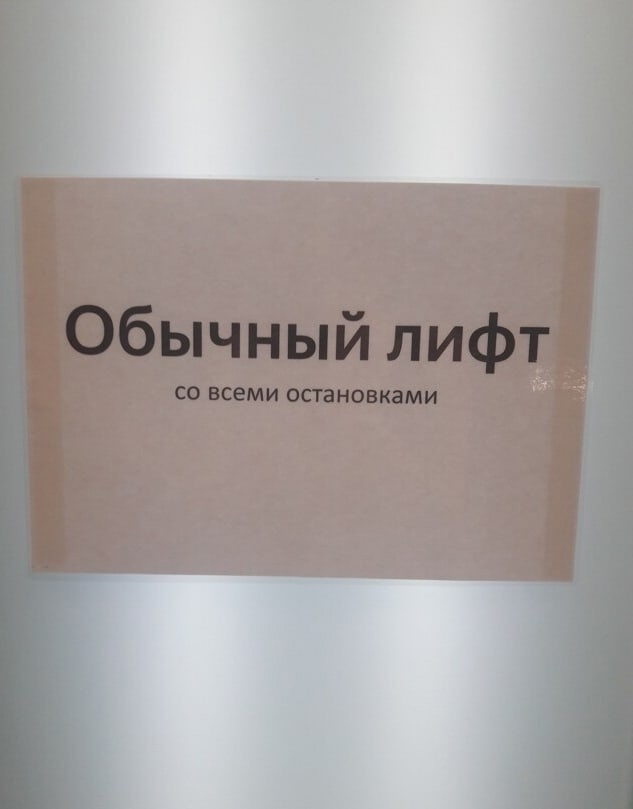 Обычный лифт
со всеми остановками